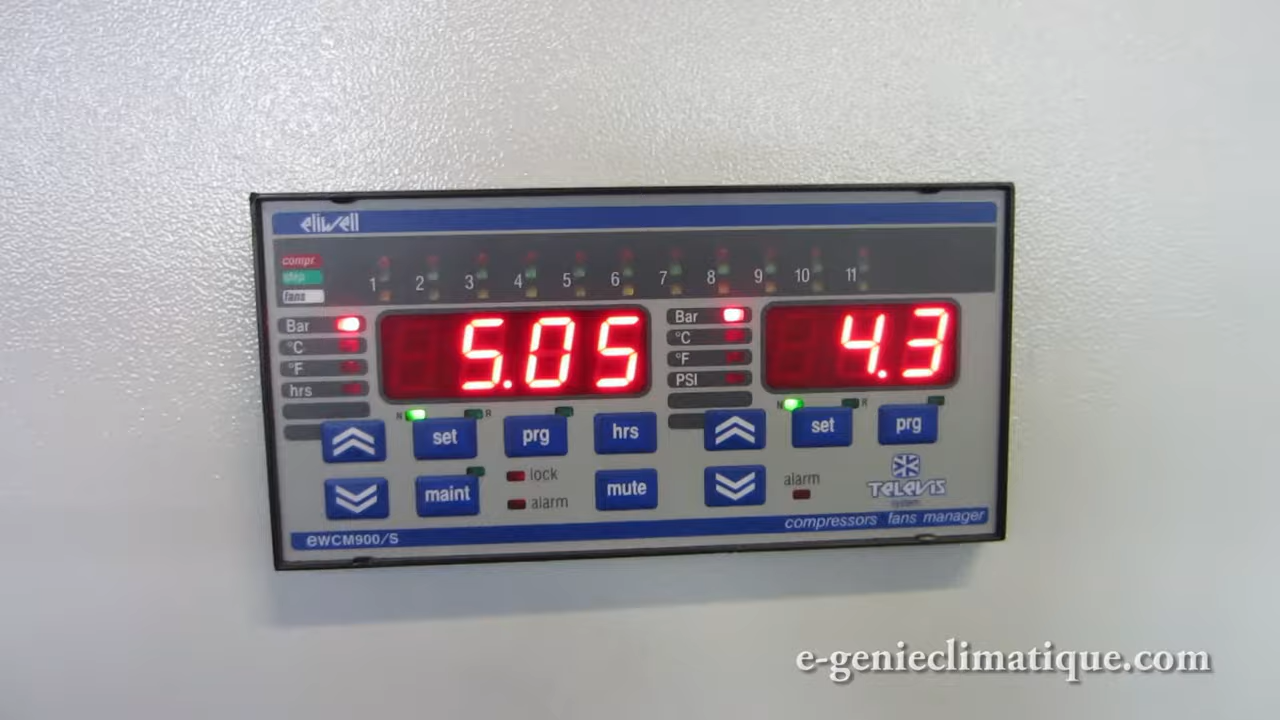 eliwell
compr.
step
fans
1 2 3 4 5 6 7 8 9 10 11
Bar
°C
°F
hrs
5.05
Bar
°C
°F
PSI
4.3
N R
set
prg
hrs
N R
set
prg
maint
lock
alarm
mute
alarm
TELEVIS
system
compressors fans manager
eWCM900/S
e-genieclimatique.com